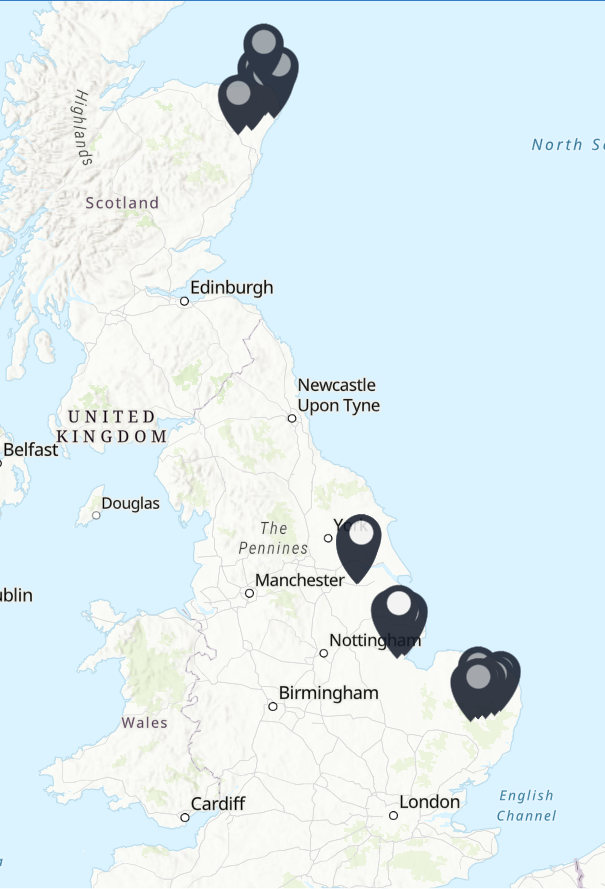 Highlands
North S
Scotland
Edinburgh
Newcastle
Upon Tyne
UNITED
KINGDOM
Belfast
Douglas
York
The
Pennines
Manchester
ublin
Nottingham
Birmingham
Wales
Cardiff
London
English
Channel